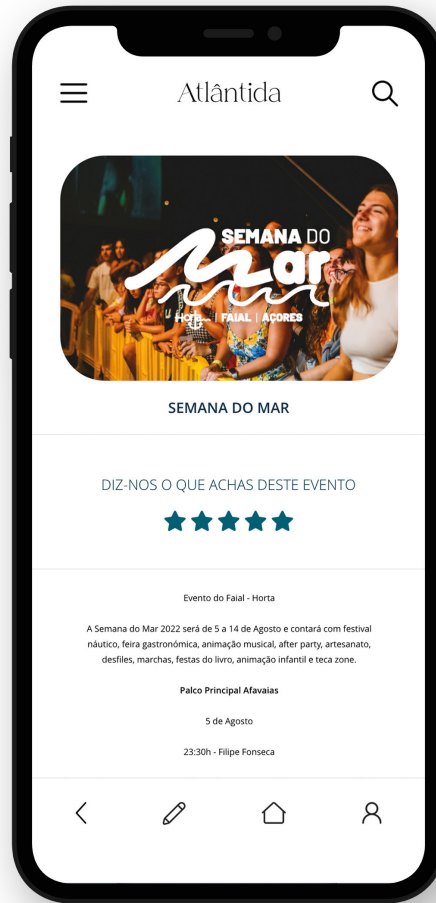 Atlântida
SEMANA DO
Mar
Horta | FAIAL | AÇORES
SEMANA DO MAR
DIZ-NOS O QUE ACHAS DESTE EVENTO
Evento do Faial - Horta
A Semana do Mar 2022 será de 5 a 14 de Agosto e contará com festival
náutico, feira gastronómica, animação musical, after party, artesanato,
desfiles, marchas, festas do livro, animação infantil e teca zone.
Palco Principal Afavaias
5 de Agosto
23:30h - Filipe Fonseca